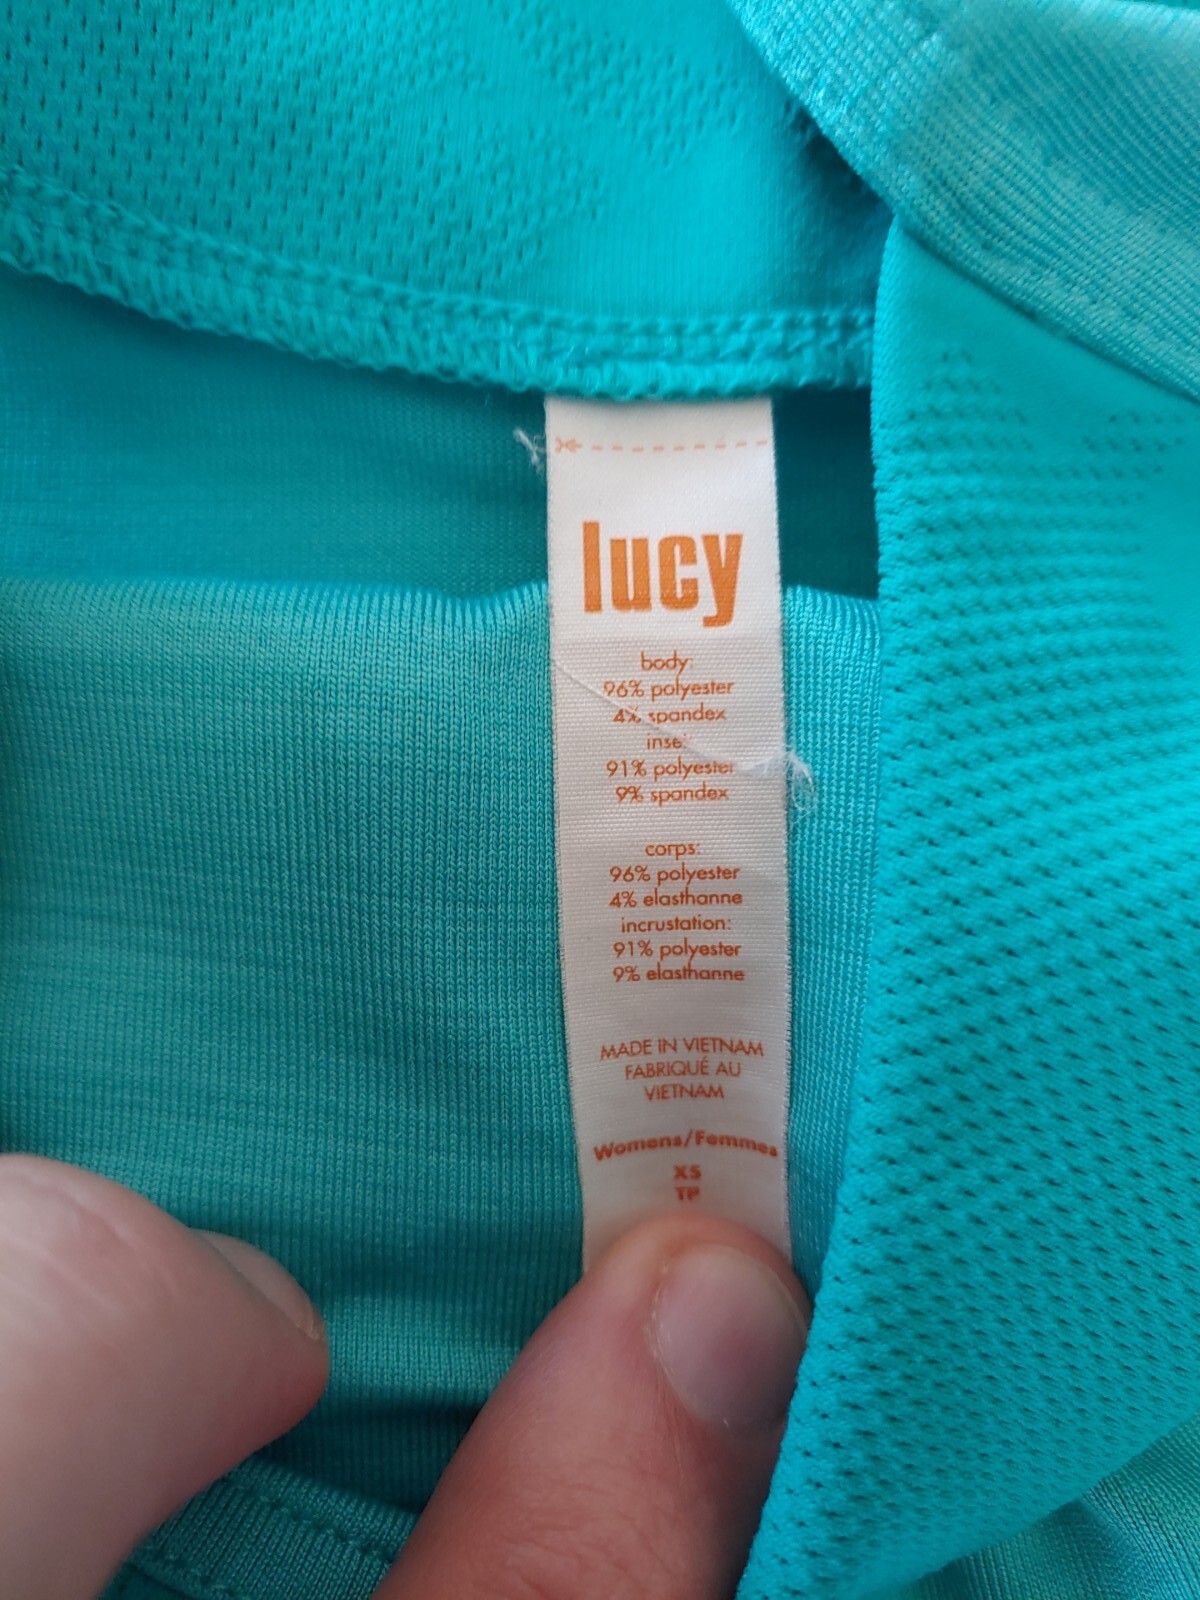 lucy
body:
96% polyester
4% spandex
inset:
91% polyester
9% spandex
corps:
96% polyester
4% elasthanne
incrustation:
91% polyester
9% elasthanne
MADE IN VIETNAM
FABRIQUÉ AU
VIETNAM
Womens/Femmes
XS
TP